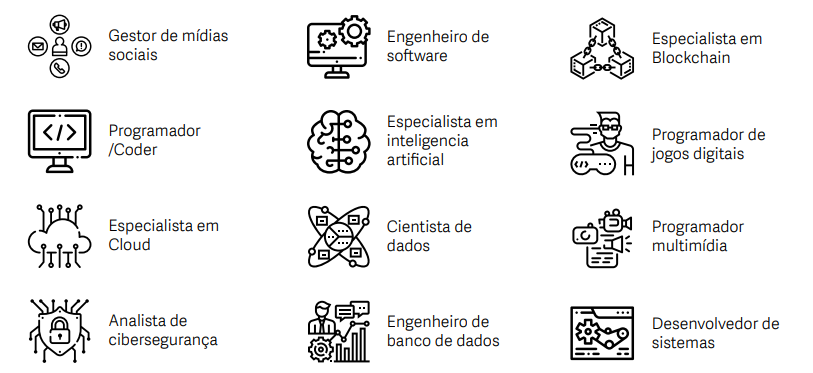 Gestor de mídias
sociais
Engenheiro de
software
Especialista em
Blockchain
Programador
/Coder
Especialista em
inteligencia
artificial
Programador de
jogos digitais
Especialista em
Cloud
Cientista de
dados
Programador
multimídia
Analista de
cibersegurança
Engenheiro de
banco de dados
Desenvolvedor de
sistemas